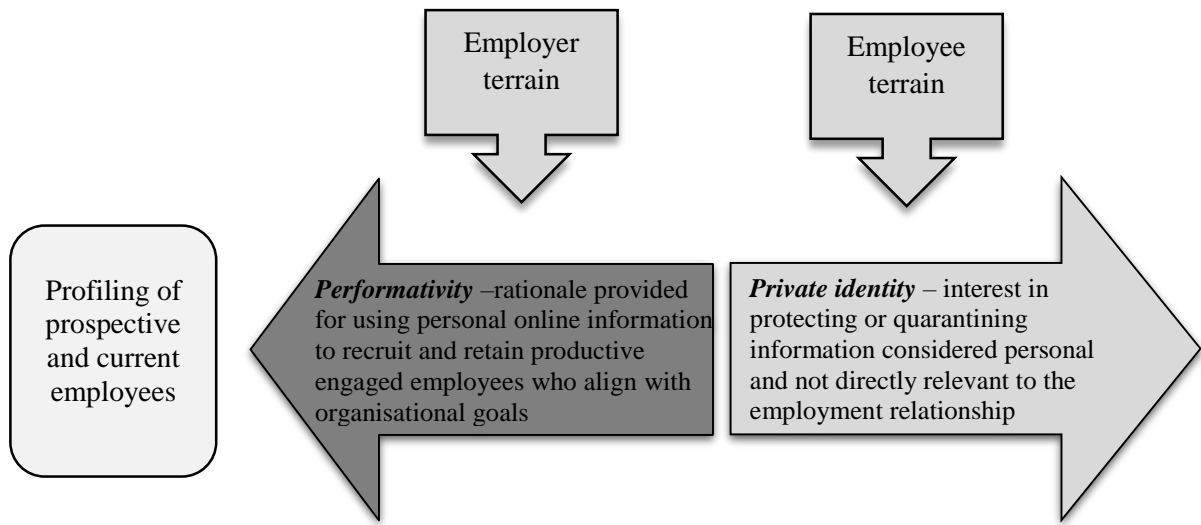 Employer
terrain
Employee
terrain
Profiling of
prospective
and current
employees
Performativity –rationale provided
for using personal online information
to recruit and retain productive
engaged employees who align with
organisational goals
Private identity – interest in
protecting or quarantining
information considered personal
and not directly relevant to the
employment relationship